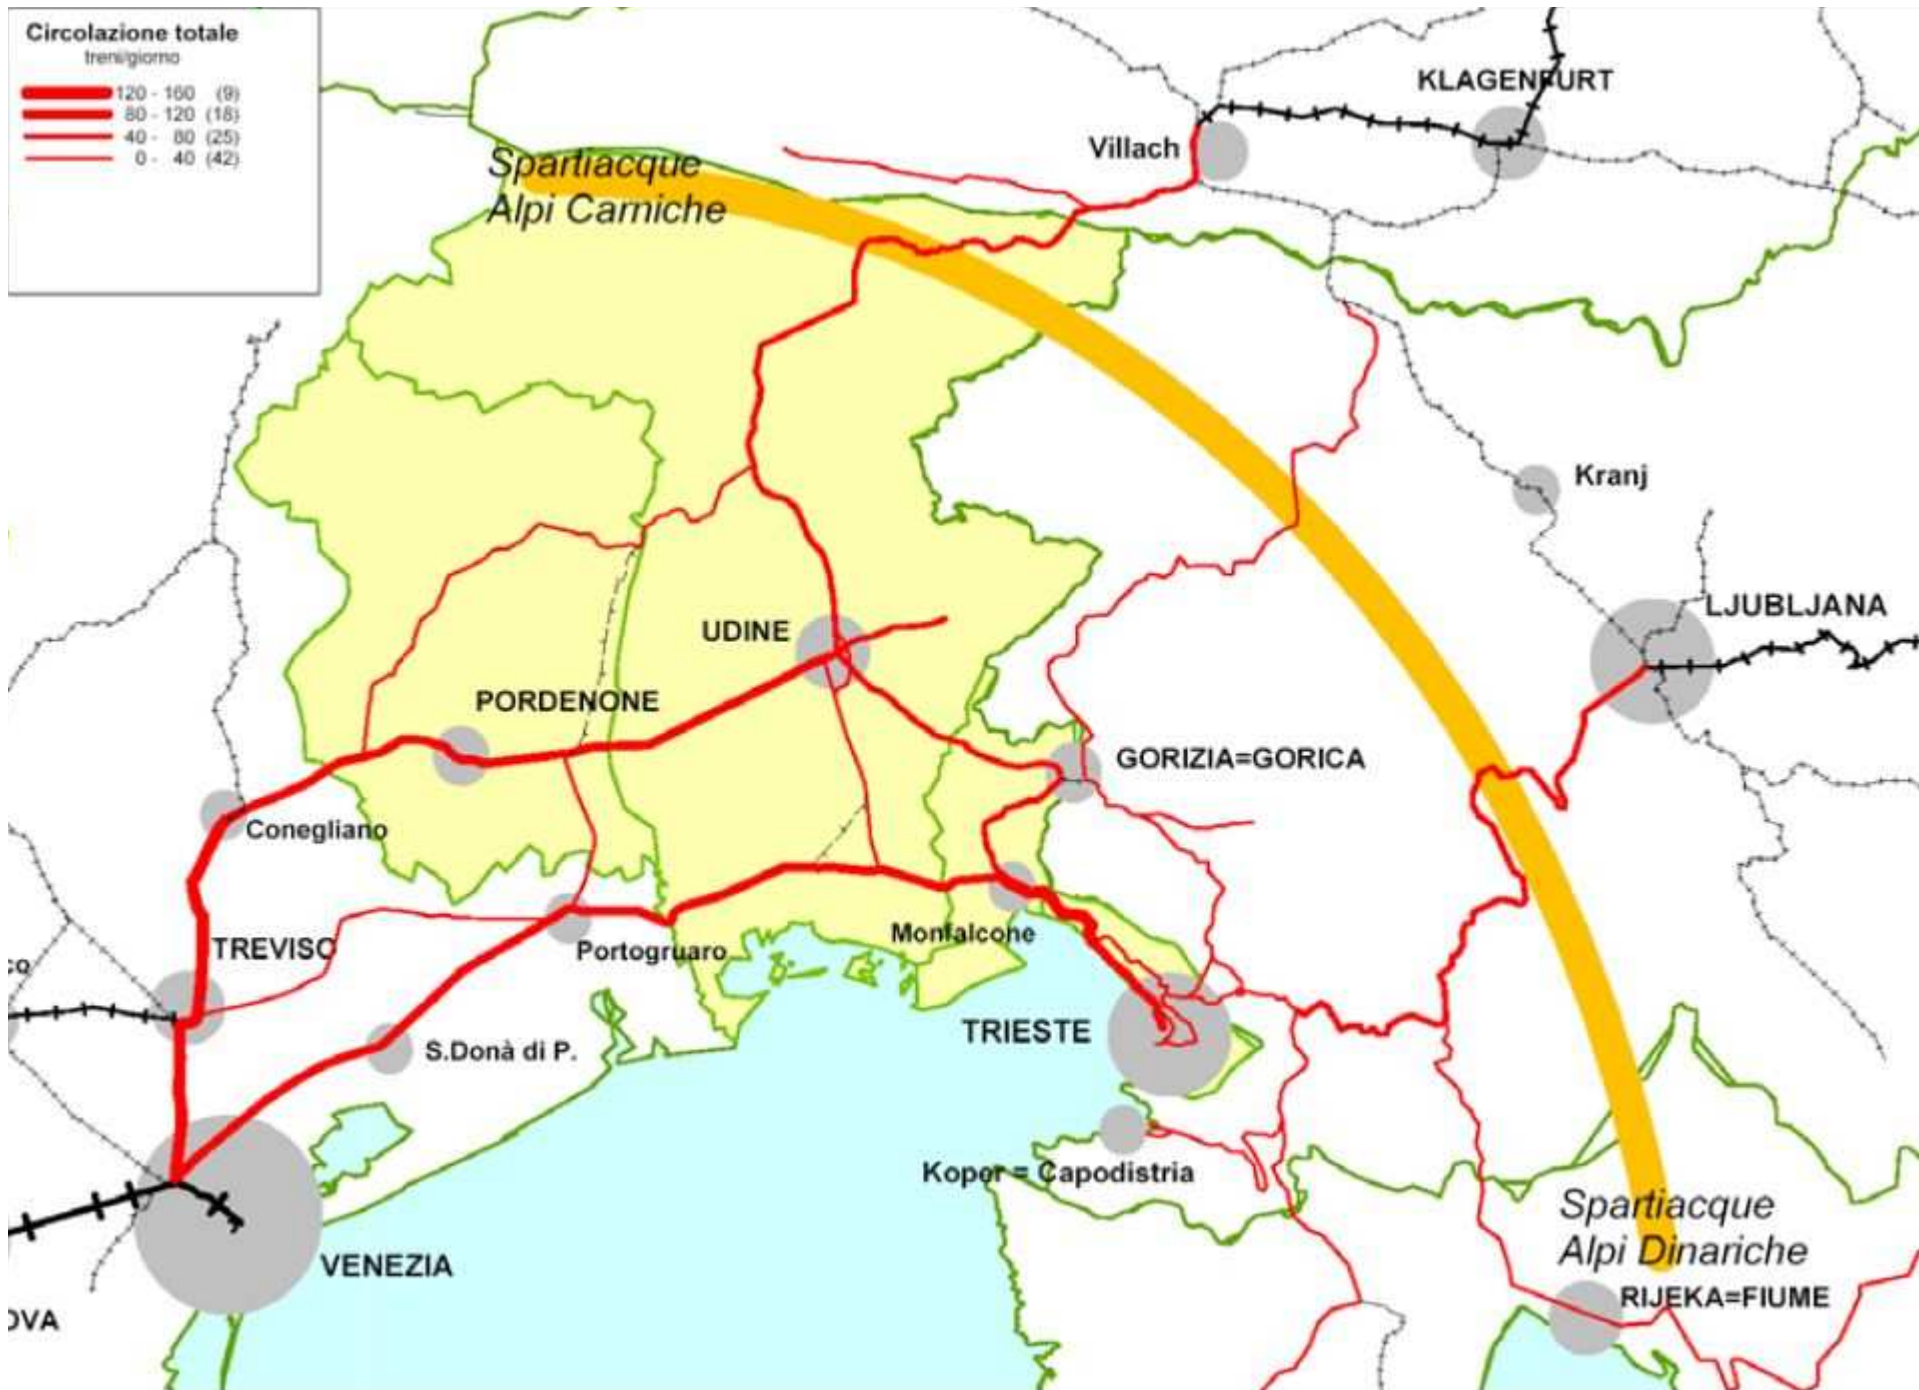 Circolazione totale
treni/giorno
120 - 160 (9)
80 - 120 (18)
40 - 80 (25)
0 - 40 (42)
KLAGENFURT
Villach
Spartiacque
Alpi Carniche
Kranj
LJUBLJANA
UDINE
PORDENONE
GORIZIA=GORICA
Conegliano
TREVISO
Portogruaro
Monfalcone
TRIESTE
S.Donà di P.
Koper = Capodistria
Spartiacque
Alpi Dinariche
VENEZIA
RIJEKA=FIUME
OVA